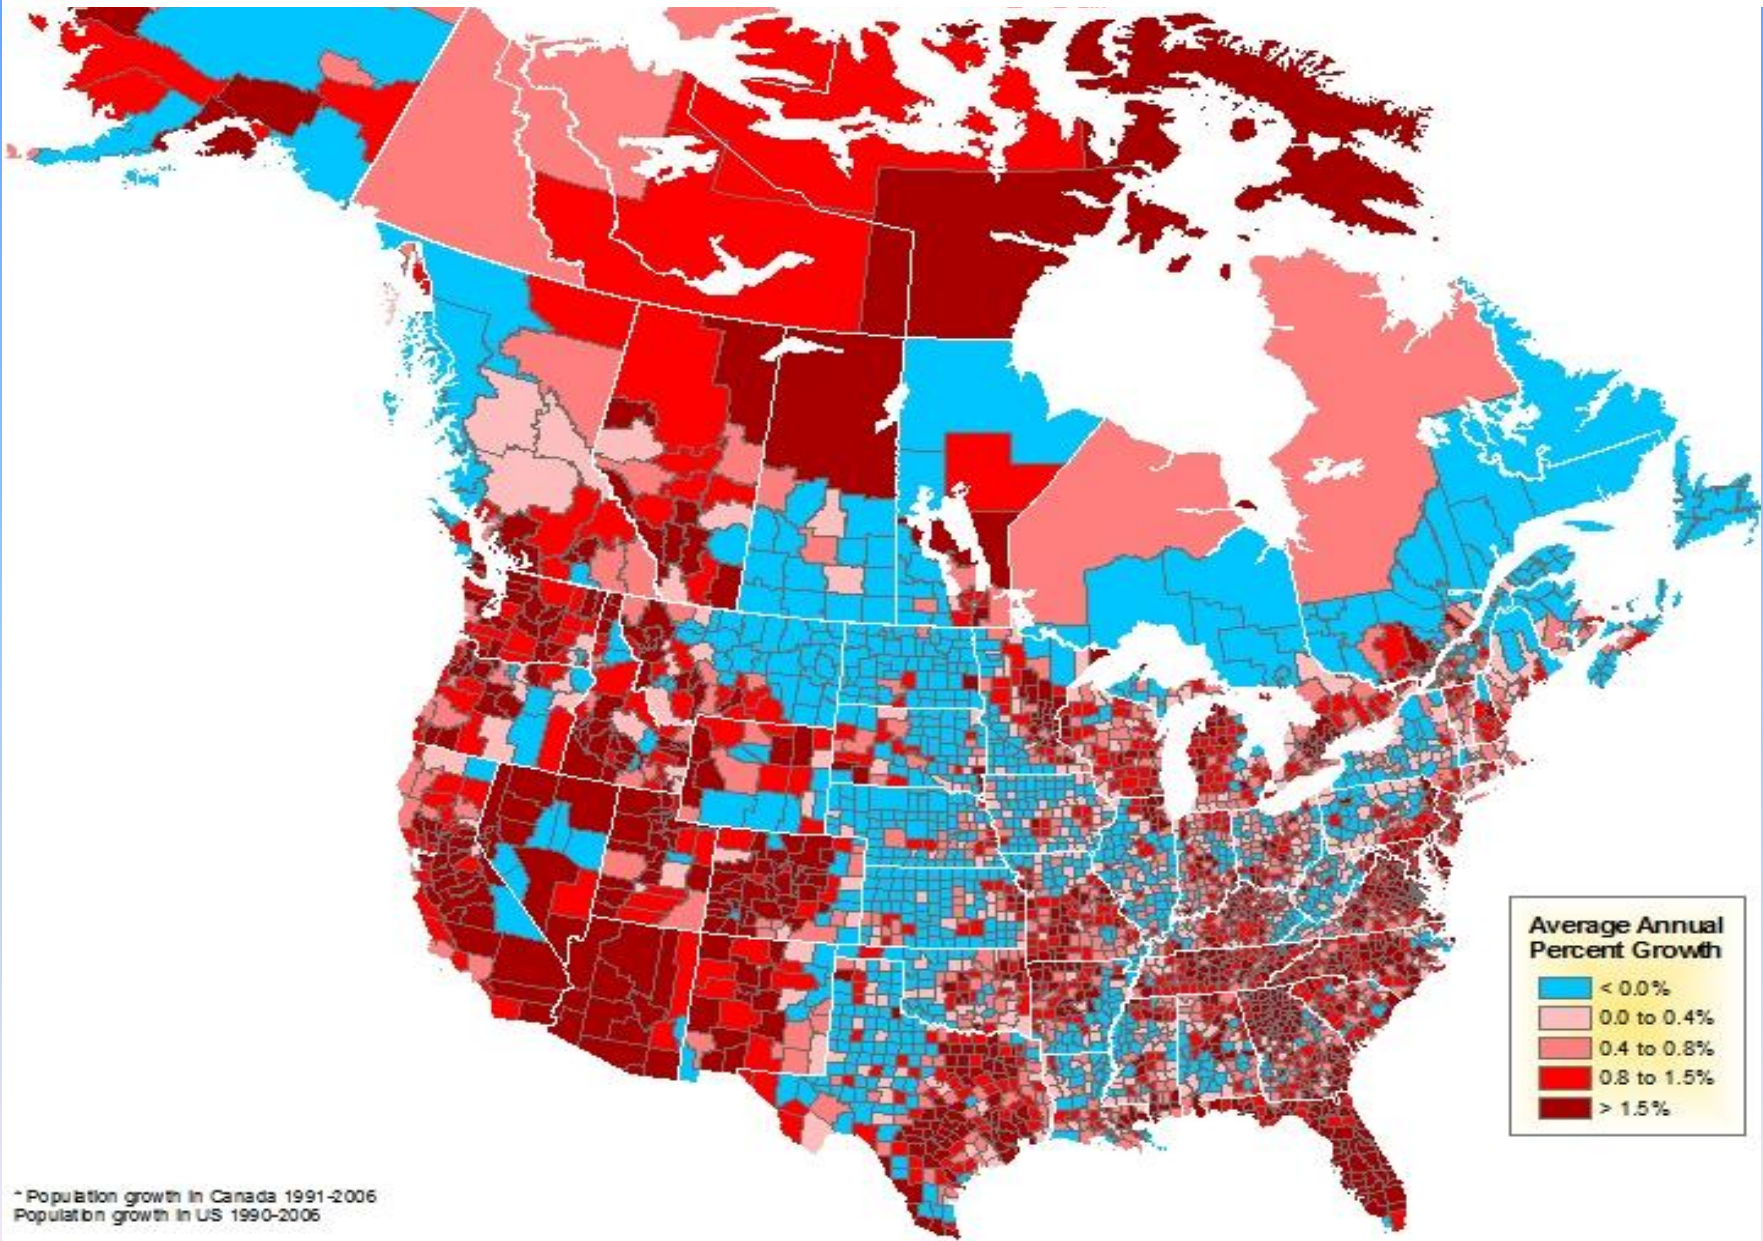 Average Annual
Percent Growth
< 0.0%
0.0 to 0.4%
0.4 to 0.8%
0.8 to 1.5%
> 1.5%
* Population growth in Canada 1991-2006
Population growth in US 1990-2006